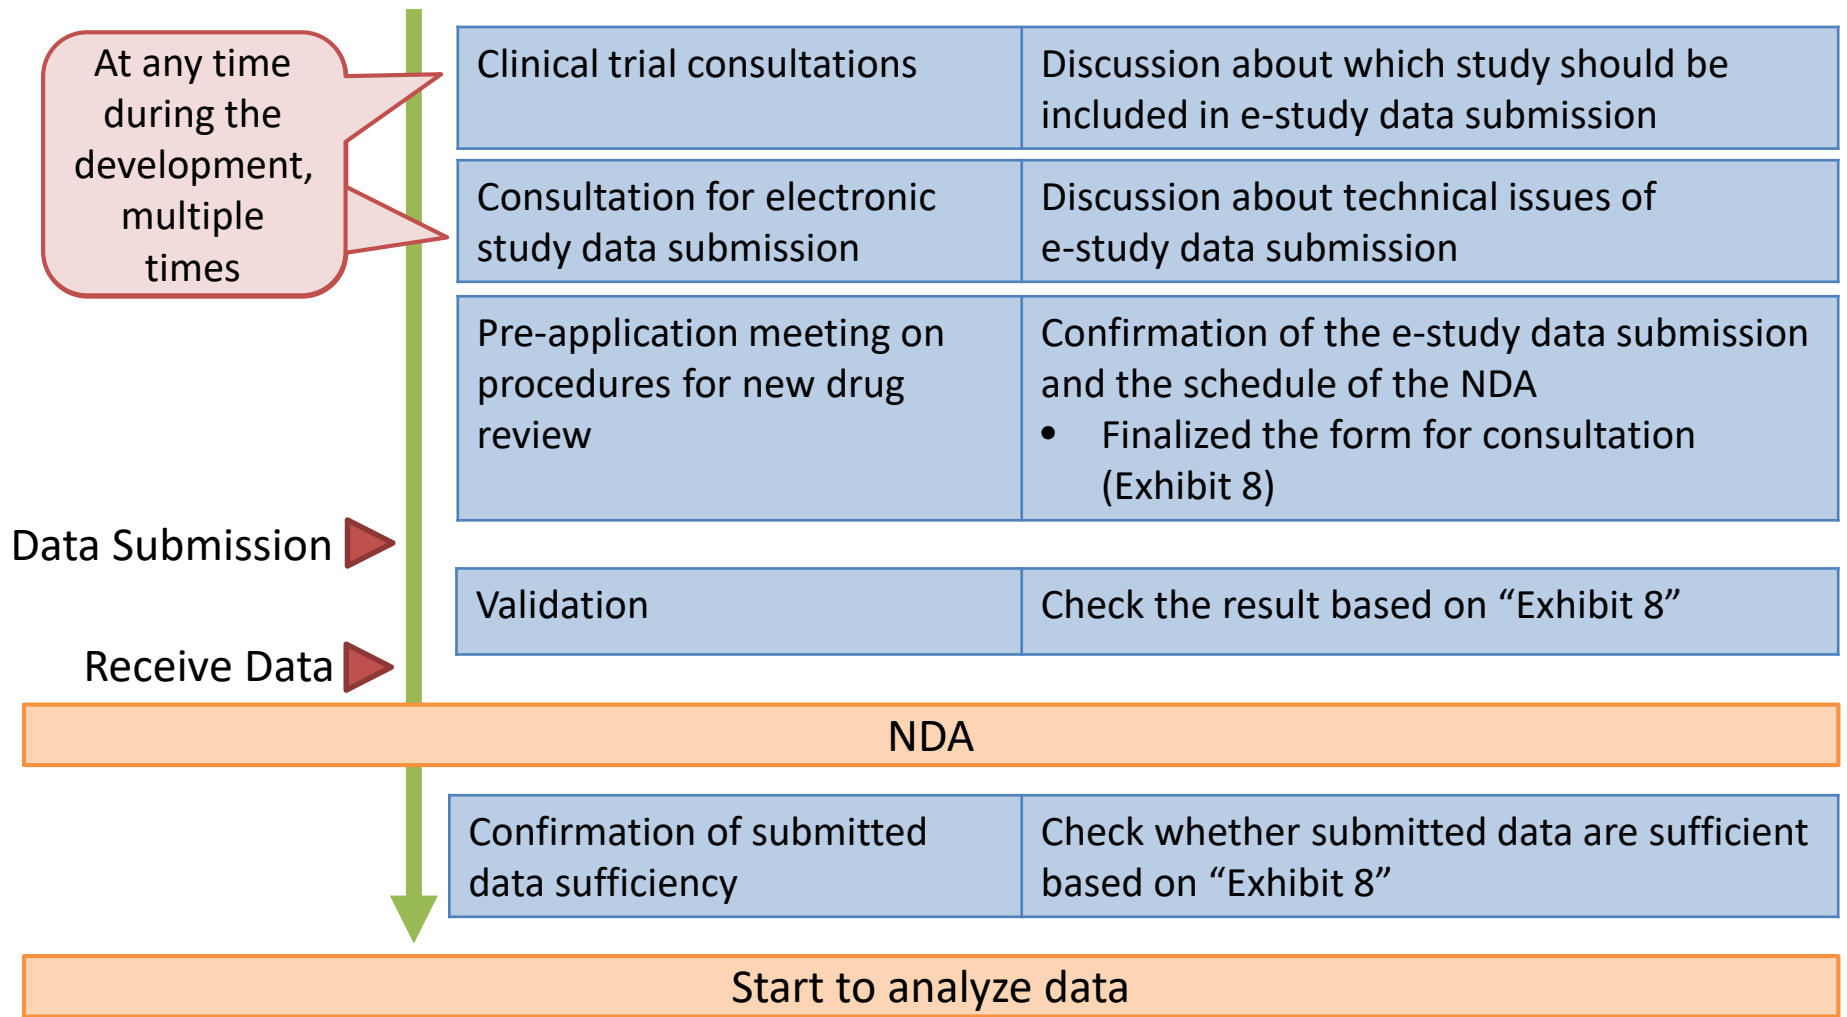 At any time
during the
development,
multiple
times
Clinical trial consultations
Discussion about which study should be
included in e-study data submission
Consultation for electronic
study data submission
Discussion about technical issues of
e-study data submission
Pre-application meeting on
procedures for new drug
review
Confirmation of the e-study data submission
and the schedule of the NDA
• Finalized the form for consultation
(Exhibit 8)
Data Submission
Validation
Check the result based on “Exhibit 8”
Receive Data
NDA
Confirmation of submitted
data sufficiency
Check whether submitted data are sufficient
based on “Exhibit 8”
Start to analyze data